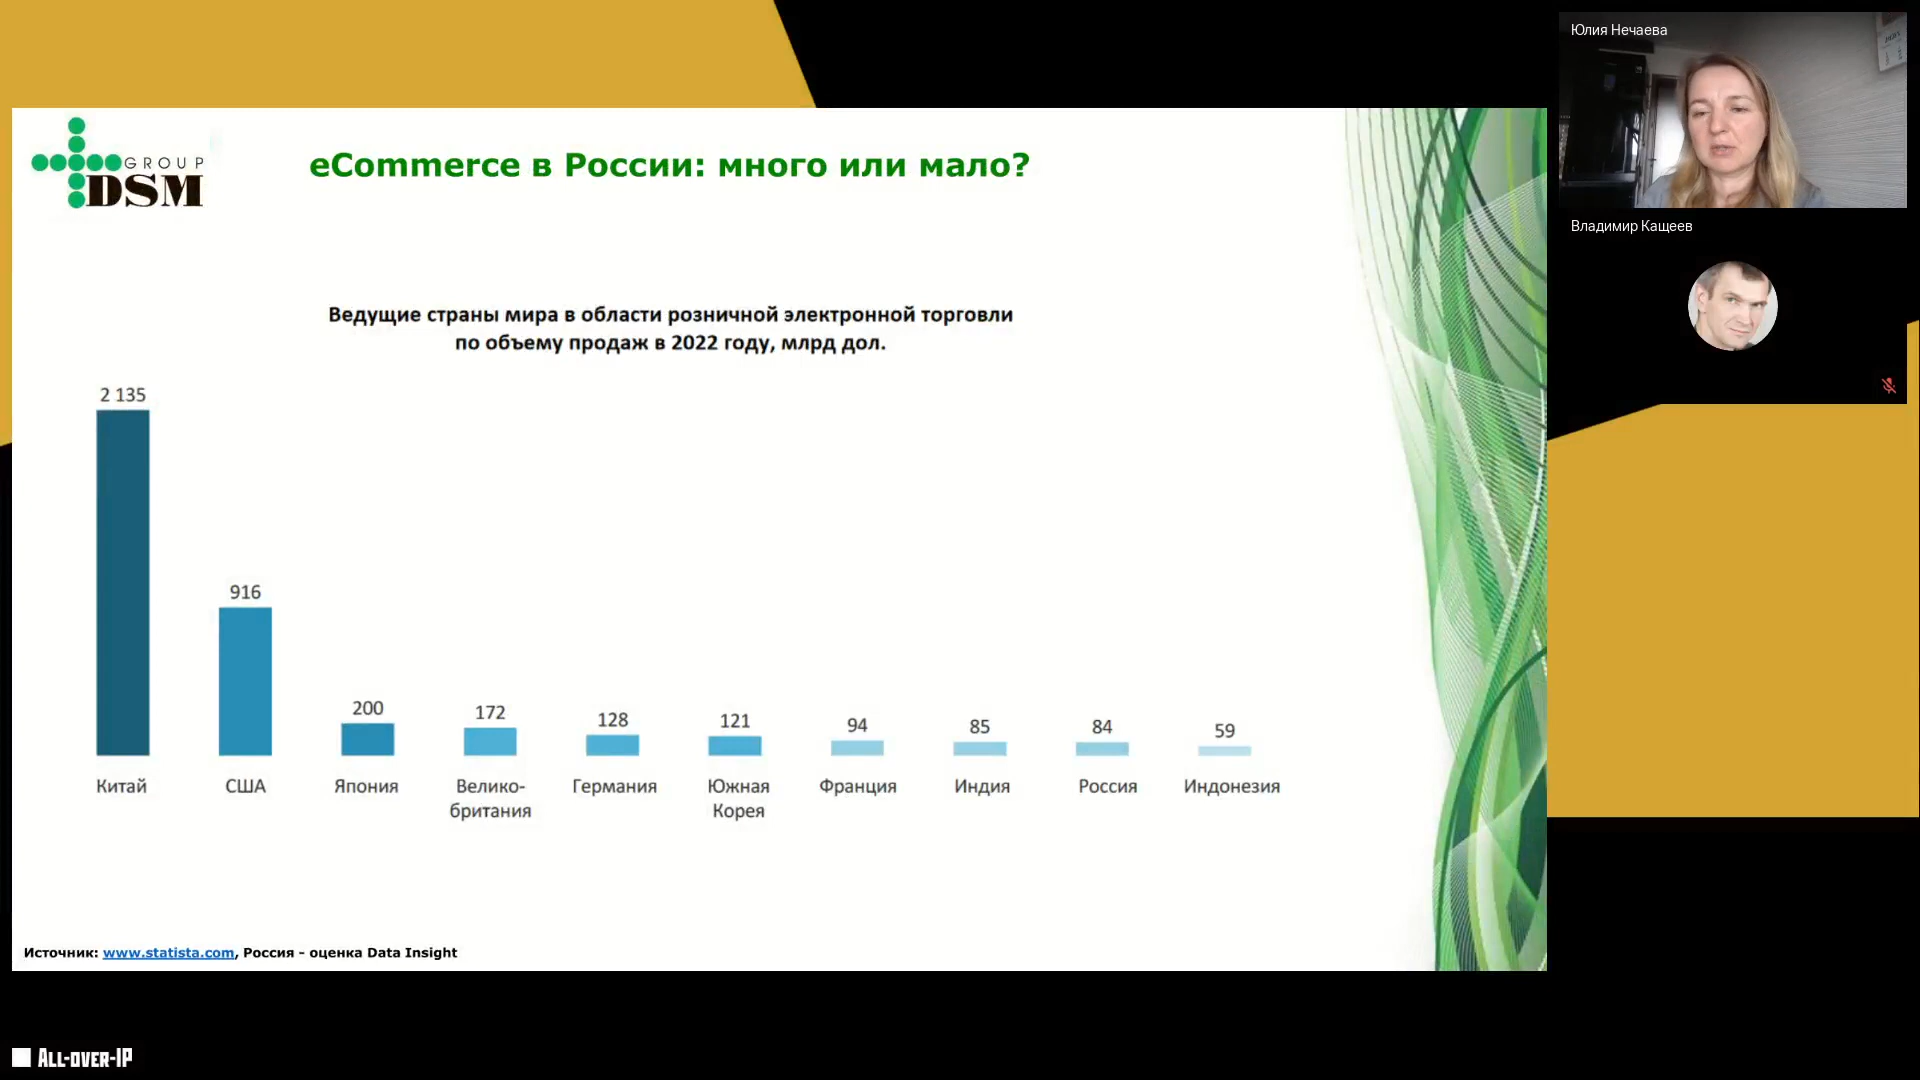 GROUP
DSM
eCommerce в России: много или мало?
Ведущие страны мира в области розничной электронной торговли
по объему продаж в 2022 году, млрд дол.
2 135
916
200
172
128
121
94
85
84
59
Китай
США
Япония
Велико-
британия
Германия
Южная
Корея
Франция
Индия
Россия
Индонезия
Источник: www.statista.com, Россия - оценка Data Insight
Юлия Нечаева
Владимир Кащеев
ALL-OVER-IP